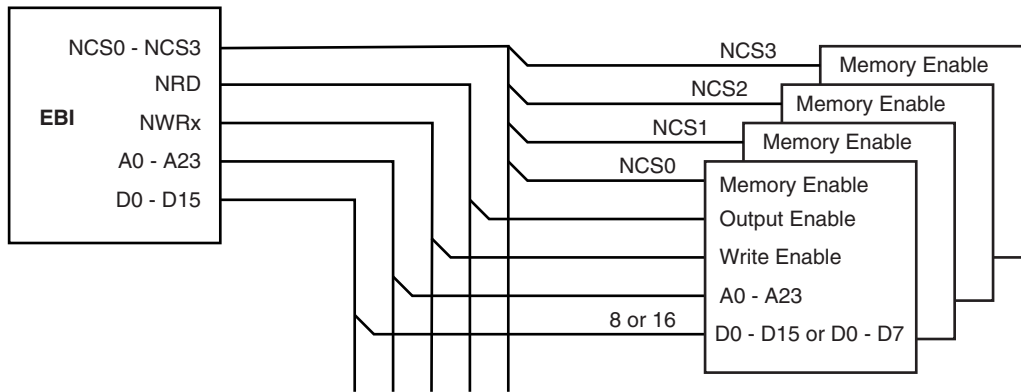 NCS0 - NCS3
NRD
EBI
NWRx
A0 - A23
D0 - D15
NCS3
Memory Enable
NCS2
Memory Enable
NCS1
Memory Enable
NCS0
Memory Enable
Output Enable
Write Enable
A0 - A23
8 or 16
D0 - D15 or D0 - D7